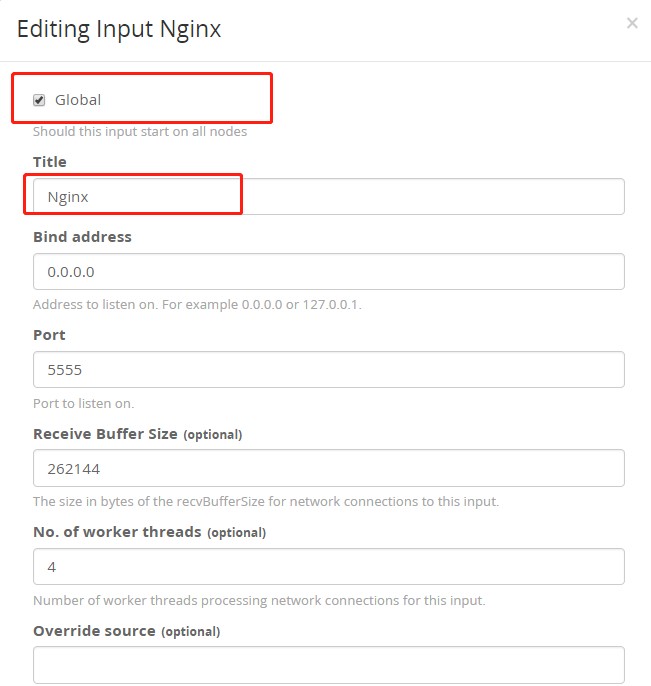 Editing Input Nginx ×
Global
Should this input start on all nodes
Title
Nginx
Bind address
0.0.0.0
Address to listen on. For example 0.0.0.0 or 127.0.0.1.
Port
5555
Port to listen on.
Receive Buffer Size (optional)
262144
The size in bytes of the recvBufferSize for network connections to this input.
No. of worker threads (optional)
4
Number of worker threads processing network connections for this input.
Override source (optional)